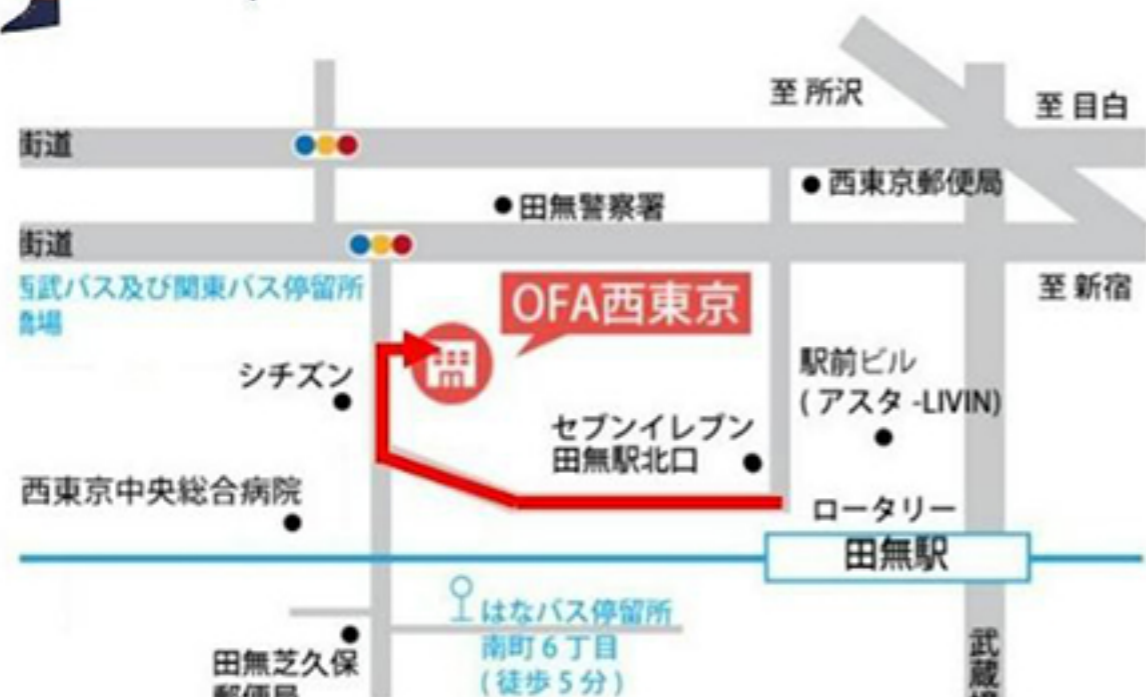 至 所沢
至 目白
街道
西東京郵便局
田無警察署
街道
至 新宿
西武バス及び関東バス停留所
OFA西東京
駅前ビル
( アスタ -LIVIN)
シチズン
セブンイレブン
田無駅北口
西東京中央総合病院
ロータリー
田無駅
はなバス停留所
南町6丁目
(徒歩5分)
田無芝久保
郵便局
武蔵